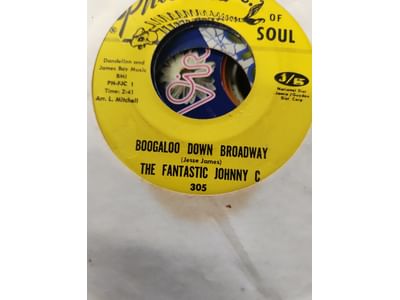 OF
SOUL
Dandelion and
James Boy Music
BMI
PH-FJC 1
Time: 2:41
Arr. L. Mitchell
J/G
BOOGALOO DOWN BROADWAY
(Jesse James)
THE FANTASTIC JOHNNY C.
305